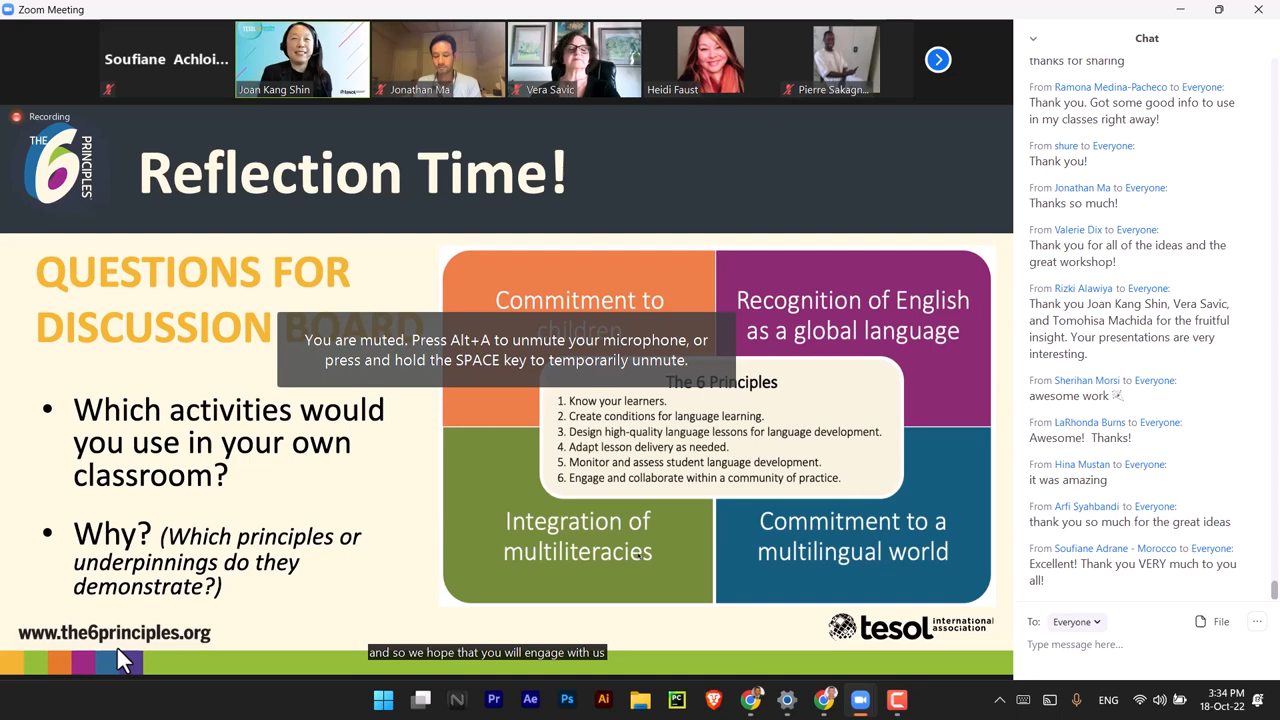 Zoom Meeting
Soufiane Achloi...
Joan Kang Shin
Jonathan Ma
Vera Savic
Heidi Faust
Pierre Sakagn...
Recording
THE
6
PRINCIPLES
Reflection Time!
QUESTIONS FOR
DISCUSSION BOARD
You are muted. Press Alt+A to unmute your microphone, or
press and hold the SPACE key to temporarily unmute.
• Which activities would
you use in your own
classroom?
• Why? (Which principles or
underpinnings do they
demonstrate?)
Commitment to
children
Recognition of English
as a global language
The 6 Principles
1. Know your learners.
2. Create conditions for language learning.
3. Design high-quality language lessons for language development.
4. Adapt lesson delivery as needed.
5. Monitor and assess student language development.
6. Engage and collaborate within a community of practice.
Integration of
multiliteracies
Commitment to a
multilingual world
www.the6principles.org
tesol international
association
and so we hope that you will engage with us
Chat
thanks for sharing
From Ramona Medina-Pacheco to Everyone:
Thank you. Got some good info to use
in my classes right away!
From shure to Everyone:
Thank you!
From Jonathan Ma to Everyone:
Thanks so much!
From Valerie Dix to Everyone:
Thank you for all of the ideas and the
great workshop!
From Rizki Alawiya to Everyone:
Thank you Joan Kang Shin, Vera Savic,
and Tomohisa Machida for the fruitful
insight. Your presentations are very
interesting.
From Sherihan Morsi to Everyone:
awesome work
From LaRhonda Burns to Everyone:
Awesome!  Thanks!
From Hina Mustan to Everyone:
it was amazing
From Arfi Syahbandi to Everyone:
thank you so much for the great ideas
From Soufiane Adrane - Morocco to Everyone:
Excellent! Thank you VERY much to you
all!
To: Everyone
File
Type message here...
N
Pr
Ae
Ps
Ai
PC
ENG
3:34 PM
18-Oct-22